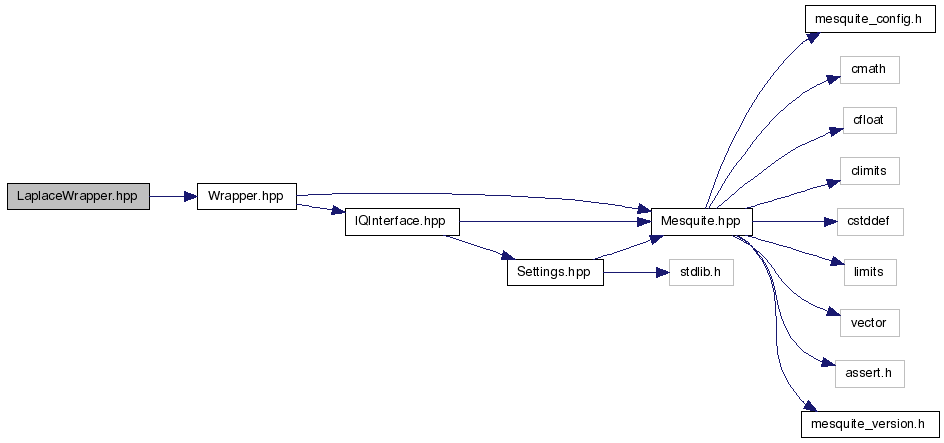 mesquite_config.h
cmath
cfloat
climits
LaplaceWrapper.hpp
Wrapper.hpp
IQInterface.hpp
Mesquite.hpp
cstddef
Settings.hpp
stdlib.h
limits
vector
assert.h
mesquite_version.h